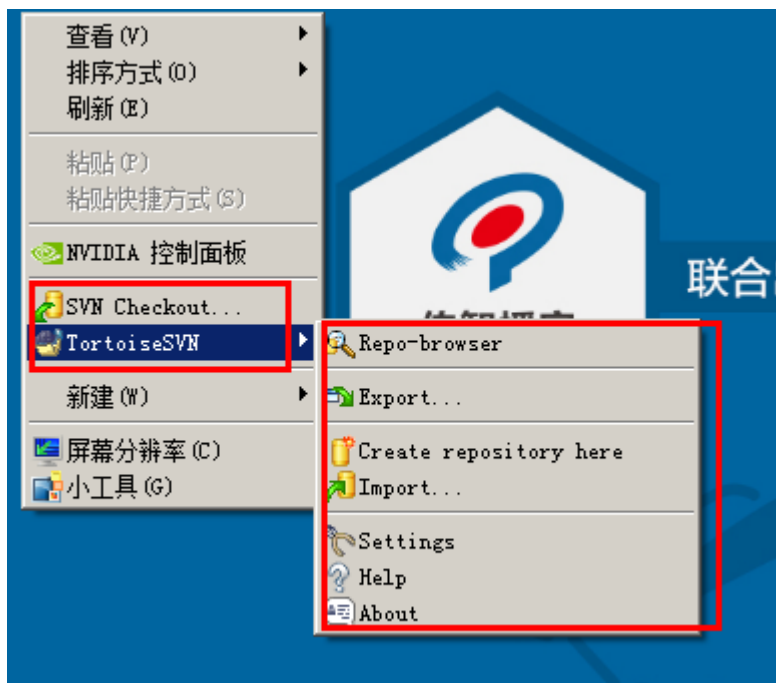 查看(V)
排序方式(O)
刷新(E)
粘贴(P)
粘贴快捷方式(S)
NVIDIA 控制面板
SVN Checkout...
TortoiseSVN
新建(W)
屏幕分辨率(C)
小工具(G)
Repo-browser
Export...
Create repository here
Import...
Settings
Help
About
联合